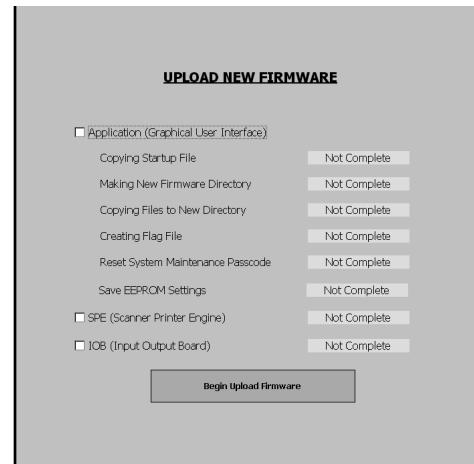 UPLOAD NEW FIRMWARE
Application (Graphical User Interface)
Copying Startup File Not Complete
Making New Firmware Directory Not Complete
Copying Files to New Directory Not Complete
Creating Flag File Not Complete
Reset System Maintenance Passcode Not Complete
Save EEPROM Settings Not Complete
SPE (Scanner Printer Engine) Not Complete
IOB (Input Output Board) Not Complete
Begin Upload Firmware